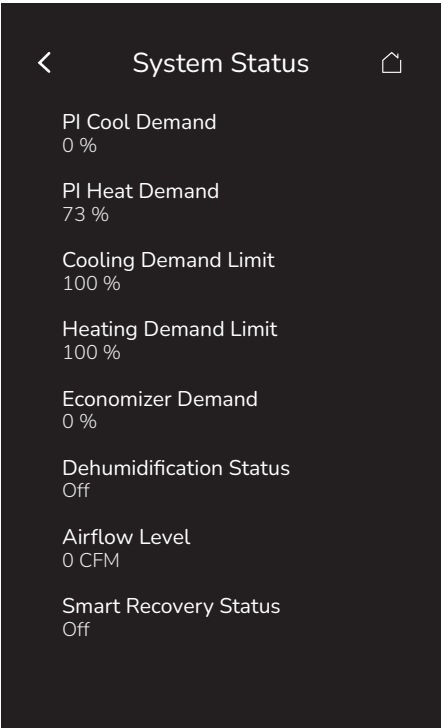 System Status
PI Cool Demand
0 %
PI Heat Demand
73 %
Cooling Demand Limit
100 %
Heating Demand Limit
100 %
Economizer Demand
0 %
Dehumidification Status
Off
Airflow Level
0 CFM
Smart Recovery Status
Off